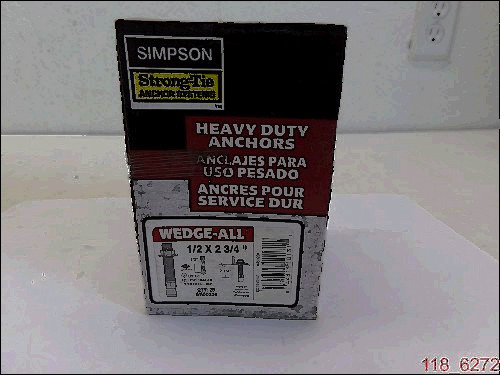 SIMPSON
Strong-Tie
ANCHOR SYSTEMS
HEAVY DUTY
ANCHORS
ANCLAJES PARA
USO PESADO
ANCRES POUR
SERVICE DUR
WEDGE-ALL
1/2 X 2 3/4 "
118_6272